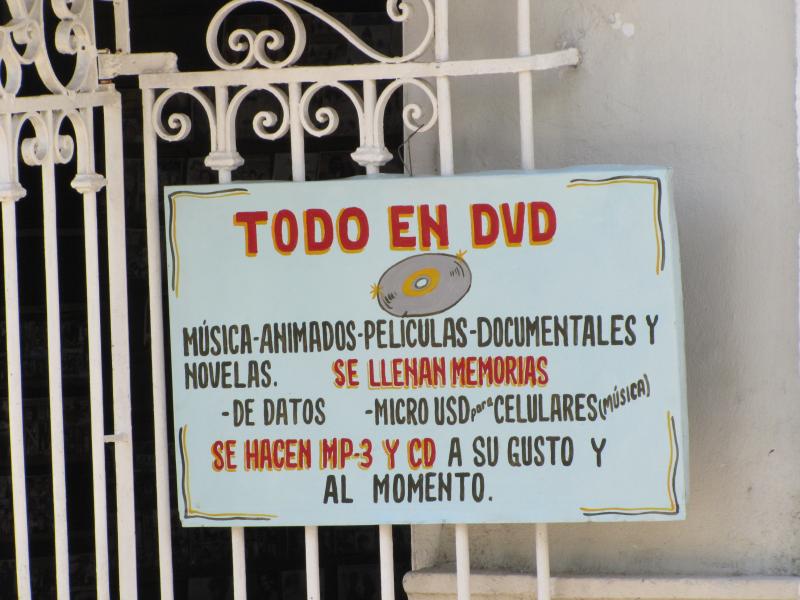 TODO EN DVD
MÚSICA-ANIMADOS-PELICULAS-DOCUMENTALES Y
NOVELAS. SE LLENAN MEMORIAS
-DE DATOS -MICRO USD para CELULARES (MÚSICA)
SE HACEN MP-3 Y CD A SU GUSTO Y
AL MOMENTO.